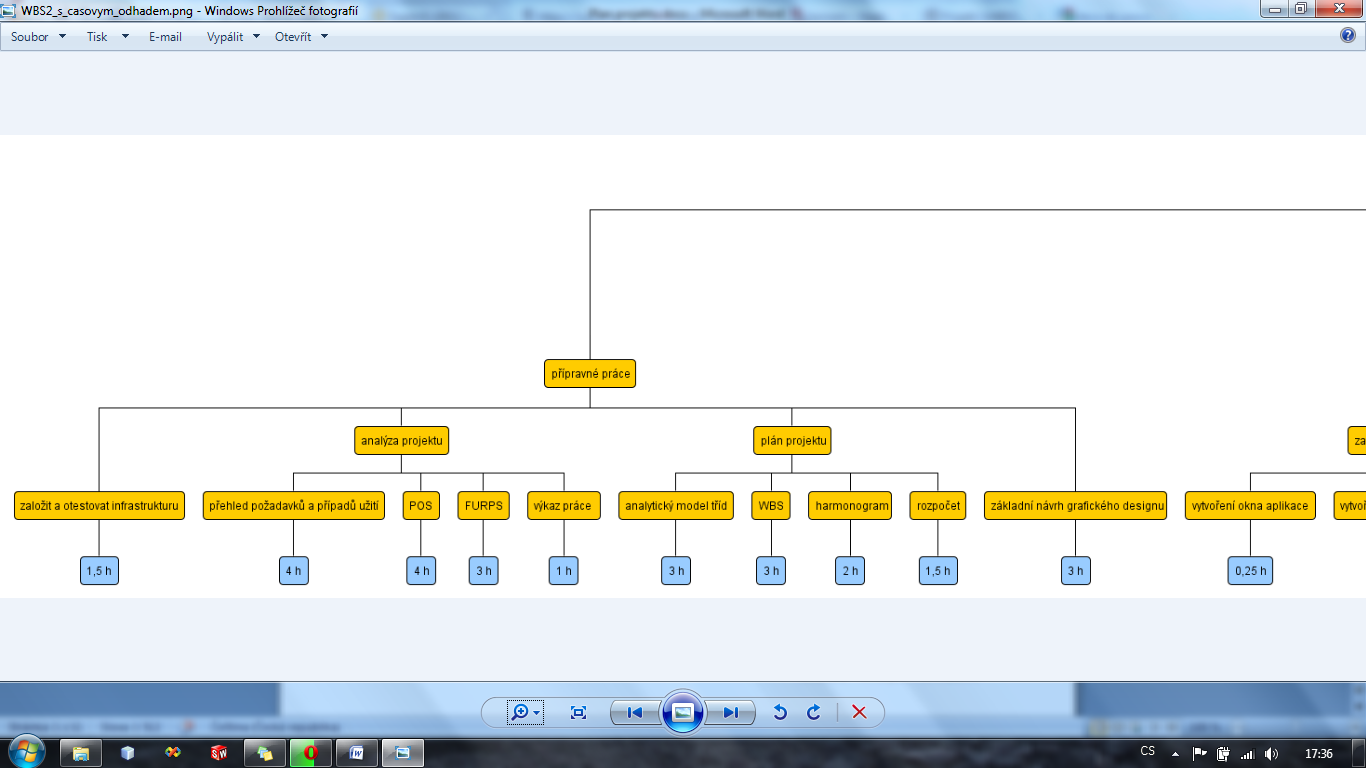 WBS2_s_casovym_odhadem.png - Windows Prohlížeč fotografií
Soubor Tisk E-mail Vypálit Otevřít
přípravné práce
analýza projektu plán projektu za
založit a otestovat infrastrukturu přehled požadavků a případů užití POS FURPS výkaz práce analytický model tříd WBS harmonogram rozpočet základní návrh grafického designu vytvoření okna aplikace vytvoř
1,5 h 4 h 4 h 3 h 1 h 3 h 3 h 2 h 1,5 h 3 h 0,25 h
CS 17:36